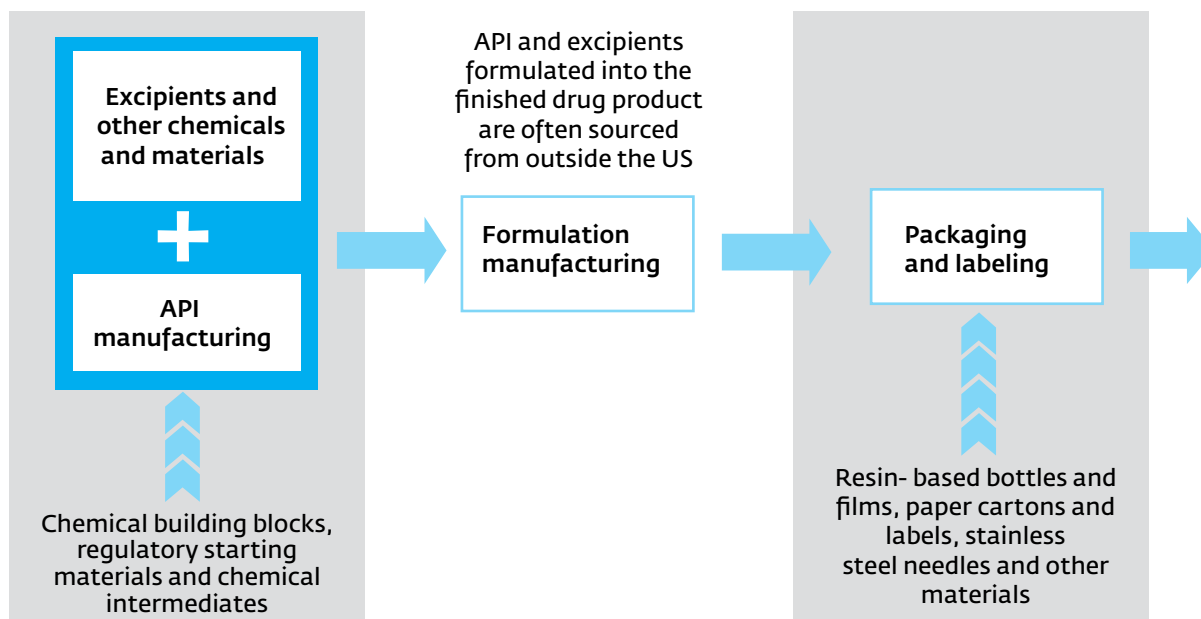 Excipients and
other chemicals
and materials
+
API
manufacturing
Chemical building blocks,
regulatory starting
materials and chemical
intermediates
API and excipients
formulated into the
finished drug product
are often sourced
from outside the US
Formulation
manufacturing
Packaging
and labeling
Resin- based bottles and
films, paper cartons and
labels, stainless
steel needles and other
materials